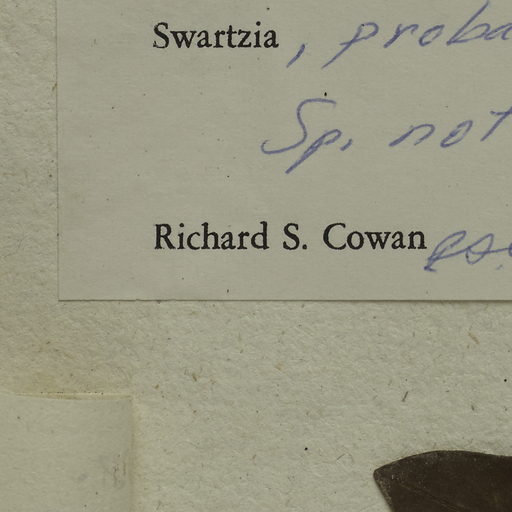 Swartzia, proba
Sp. not
Richard S. Cowan